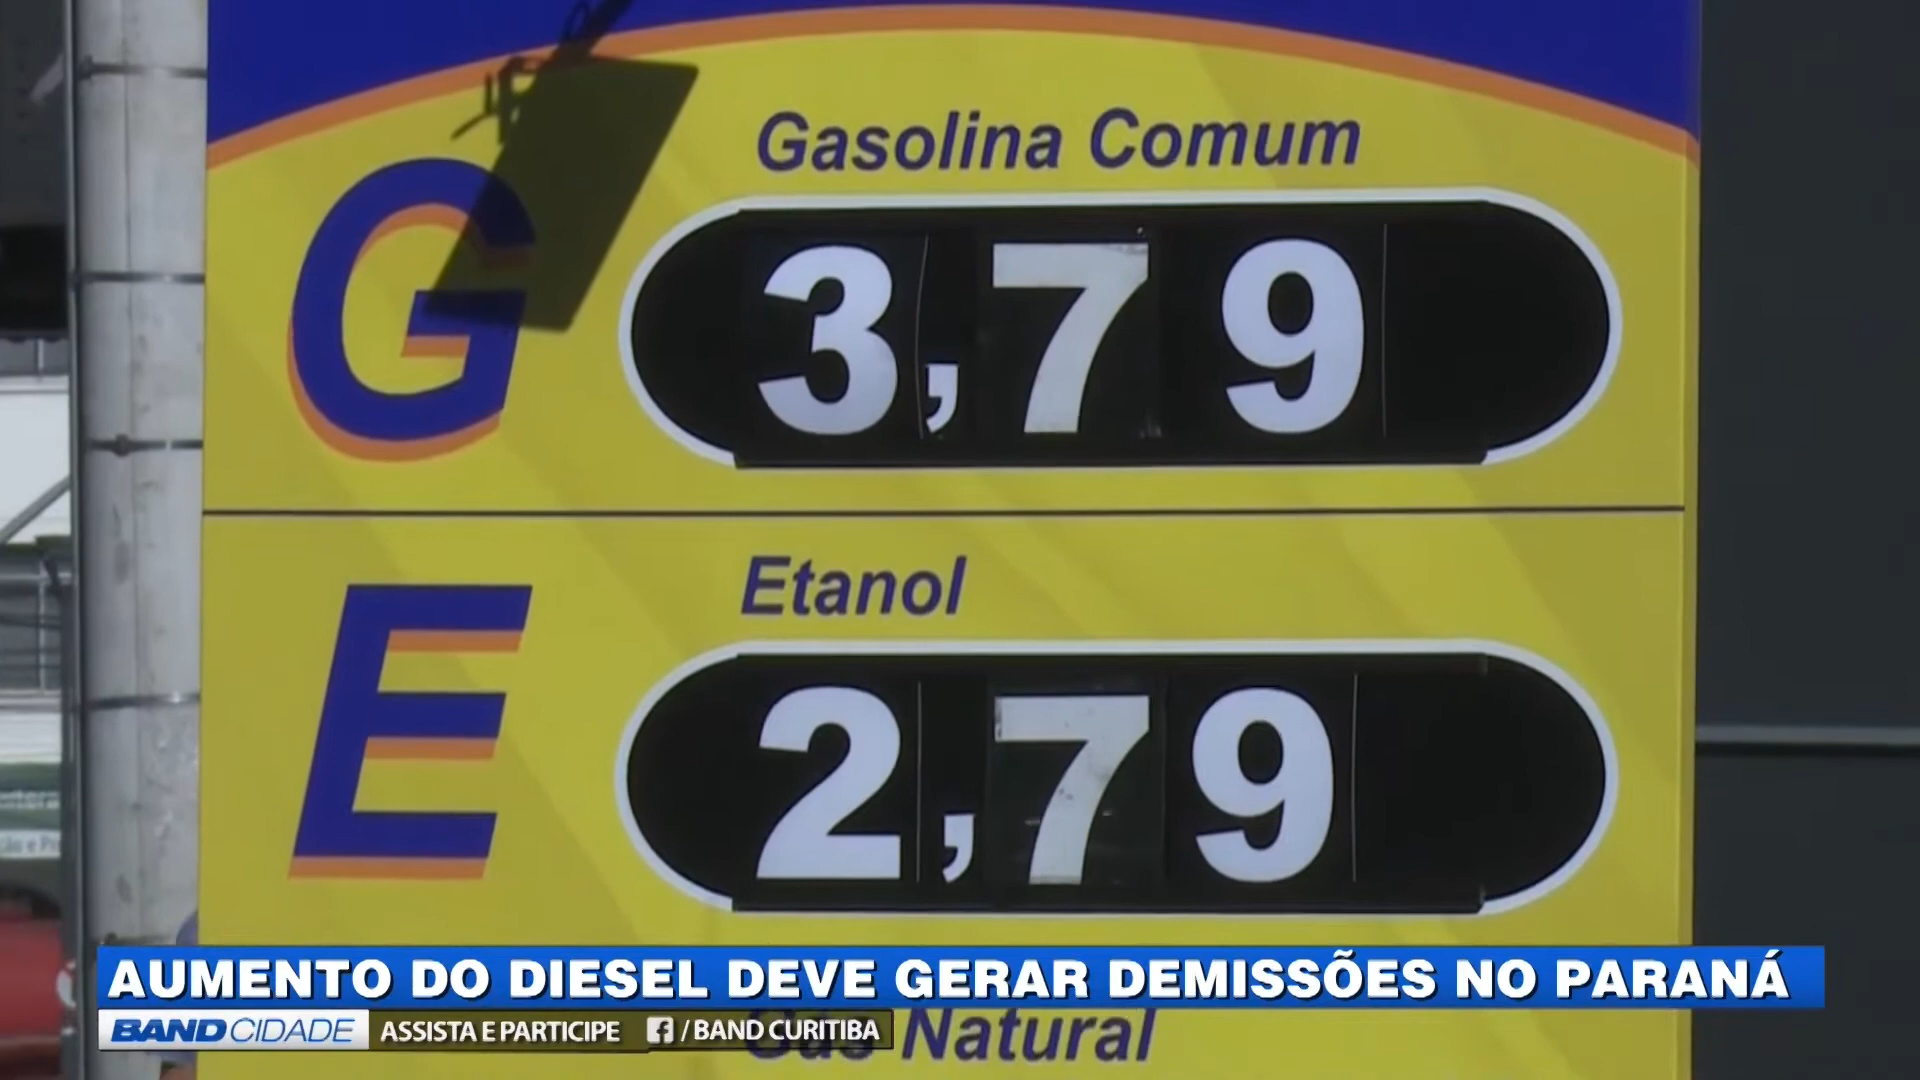 Gasolina Comum
G
3,79
Etanol
E
2,79
AUMENTO DO DIESEL DEVE GERAR DEMISSÕES NO PARANÁ
BAND CIDADE ASSISTA E PARTICIPE f /BAND CURITIBA
Gás Natural